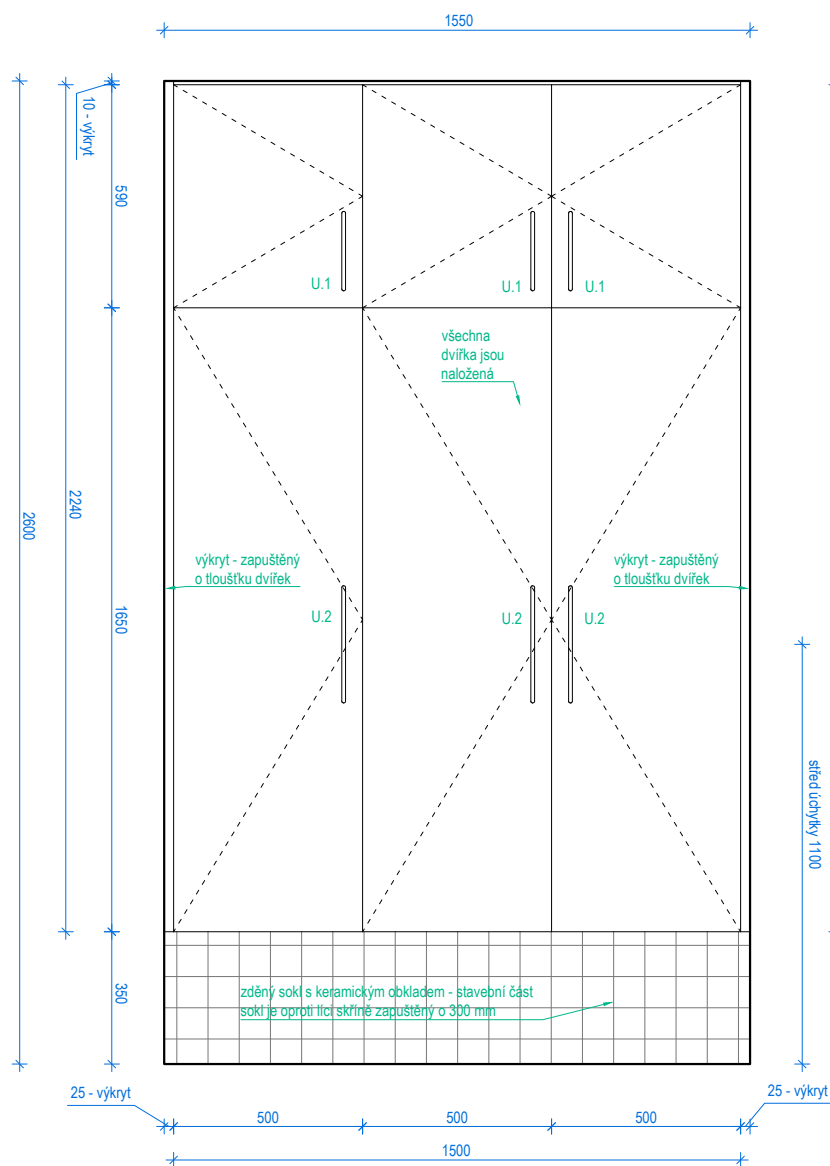 1550
10 - výkryt
590
U.1
U.1
U.1
všechna
dvířka jsou
naložená
2240
2600
výkryt - zapuštěný
o tloušťku dvířek
výkryt - zapuštěný
o tloušťku dvířek
1650
U.2
U.2
U.2
střed úchytky 1100
350
zděný sokl s keramickým obkladem - stavební část
sokl je oproti líci skříně zapuštěný o 300 mm
25 - výkryt
500
500
500
25 - výkryt
1500